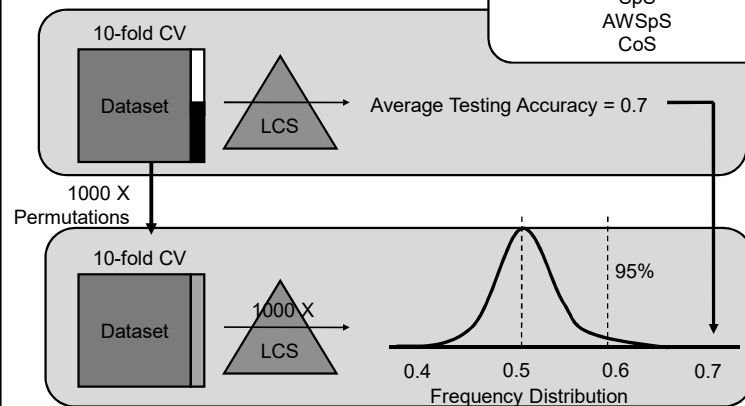 SpS
AWSpS
CoS
10-fold CV
Dataset
LCS
Average Testing Accuracy = 0.7
1000 X
Permutations
10-fold CV
Dataset
1000 X
LCS
95%
0.4 0.5 0.6 0.7
Frequency Distribution